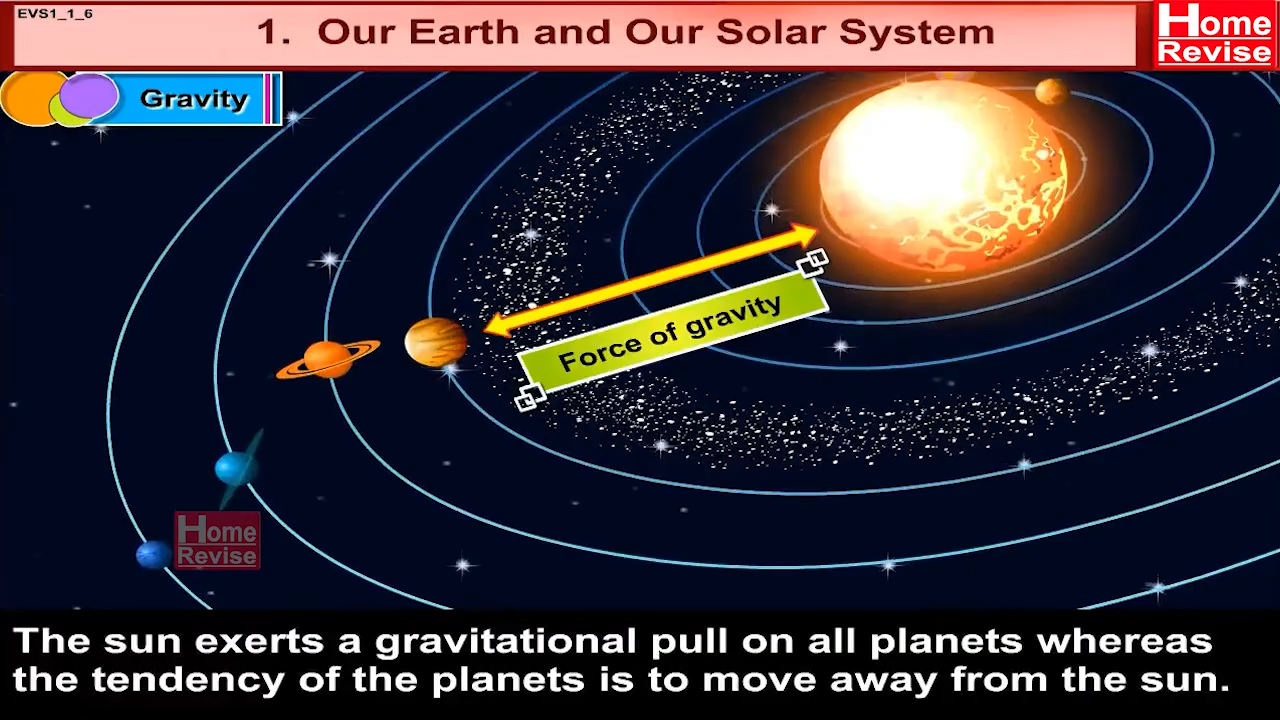 EVS1_1_6
1. Our Earth and Our Solar System
Home
Revise
Gravity
Force of gravity
Home
Revise
The sun exerts a gravitational pull on all planets whereas
the tendency of the planets is to move away from the sun.